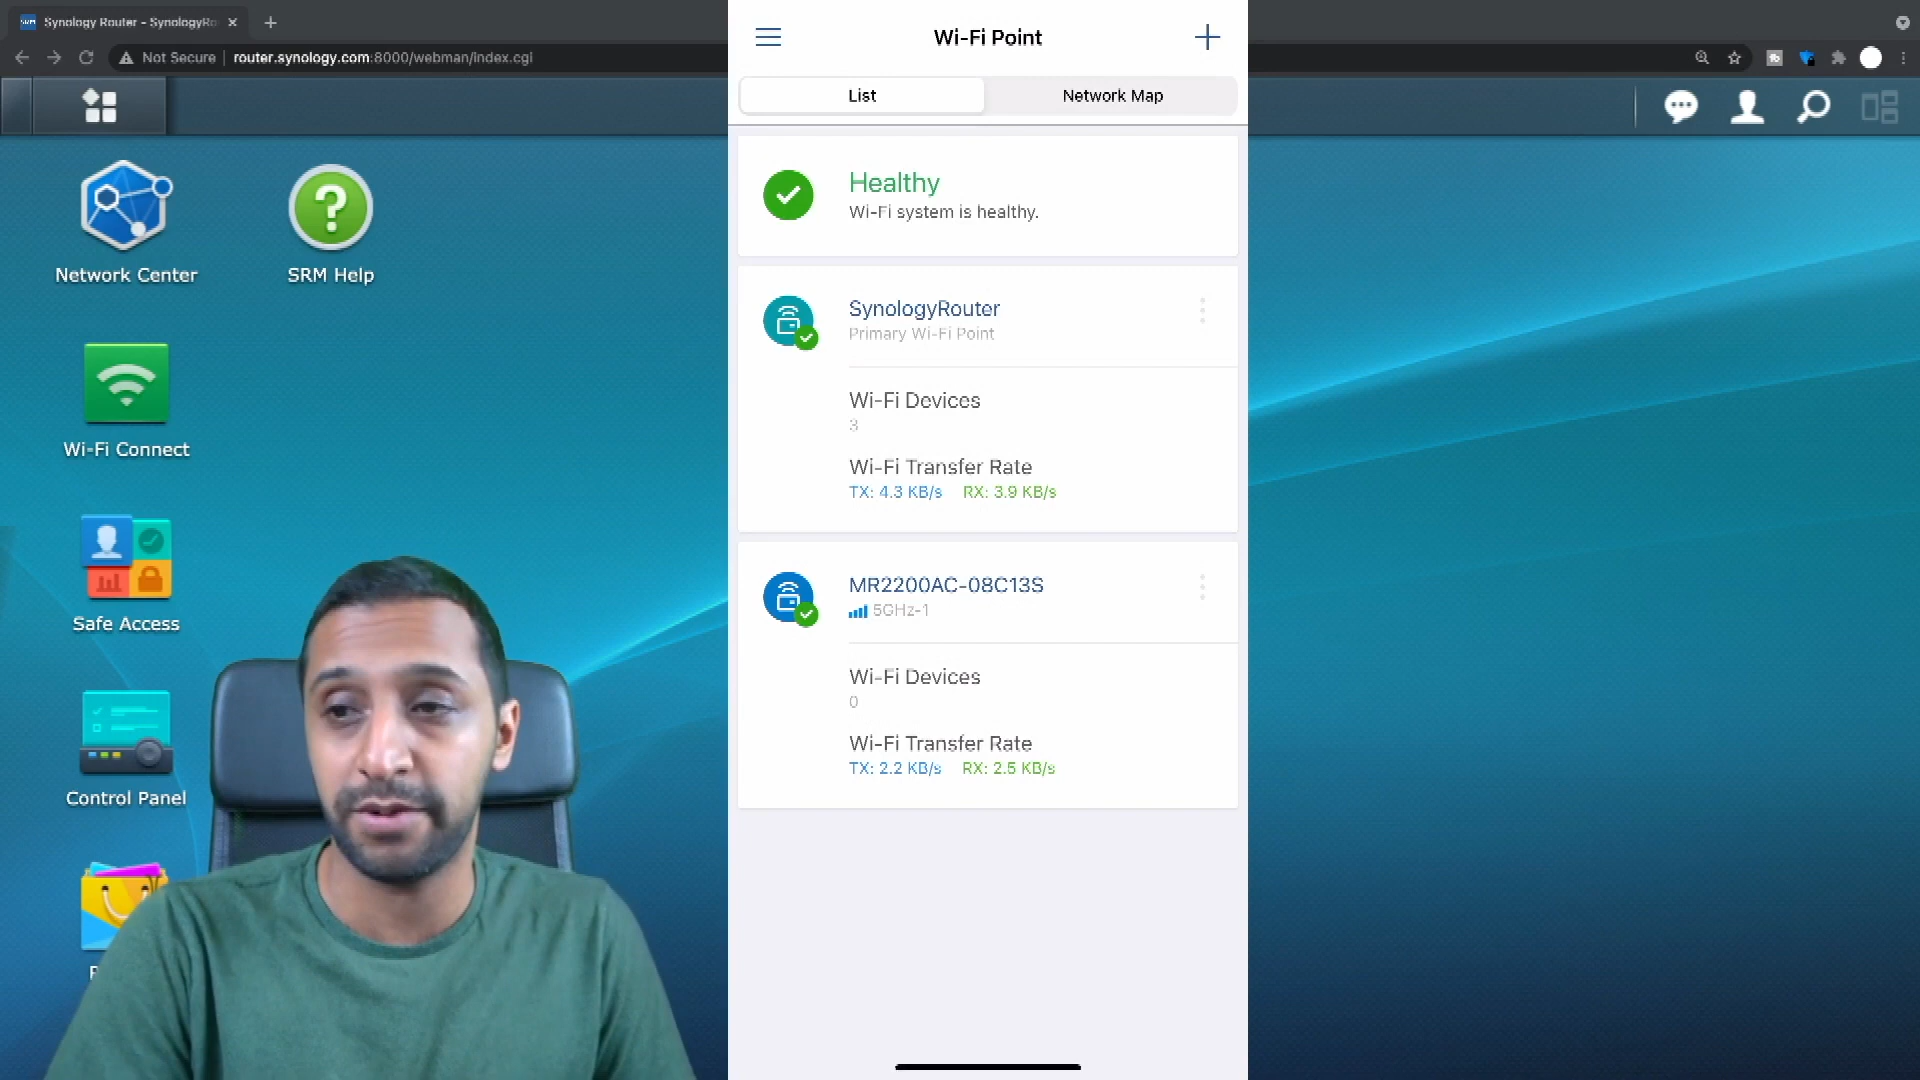 Synology Router - SynologyRo
Not Secure | router.synology.com:8000/webman/index.cgi
Network Center
SRM Help
Wi-Fi Connect
Safe Access
Control Panel
Wi-Fi Point
List
Network Map
Healthy
Wi-Fi system is healthy.
SynologyRouter
Primary Wi-Fi Point
Wi-Fi Devices
3
Wi-Fi Transfer Rate
TX: 4.3 KB/s RX: 3.9 KB/s
MR2200AC-08C13S
5GHz-1
Wi-Fi Devices
0
Wi-Fi Transfer Rate
TX: 2.2 KB/s RX: 2.5 KB/s